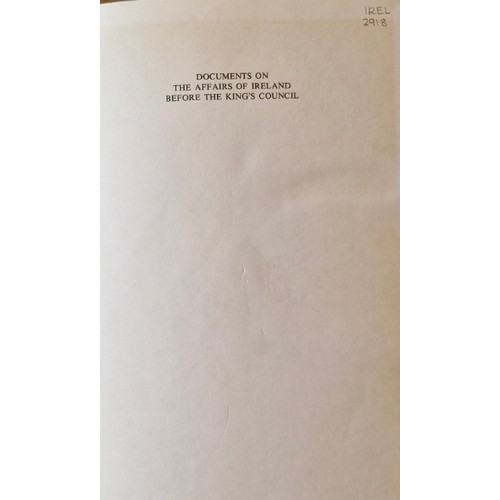 IREL
2918
DOCUMENTS ON
THE AFFAIRS OF IRELAND
BEFORE THE KING'S COUNCIL